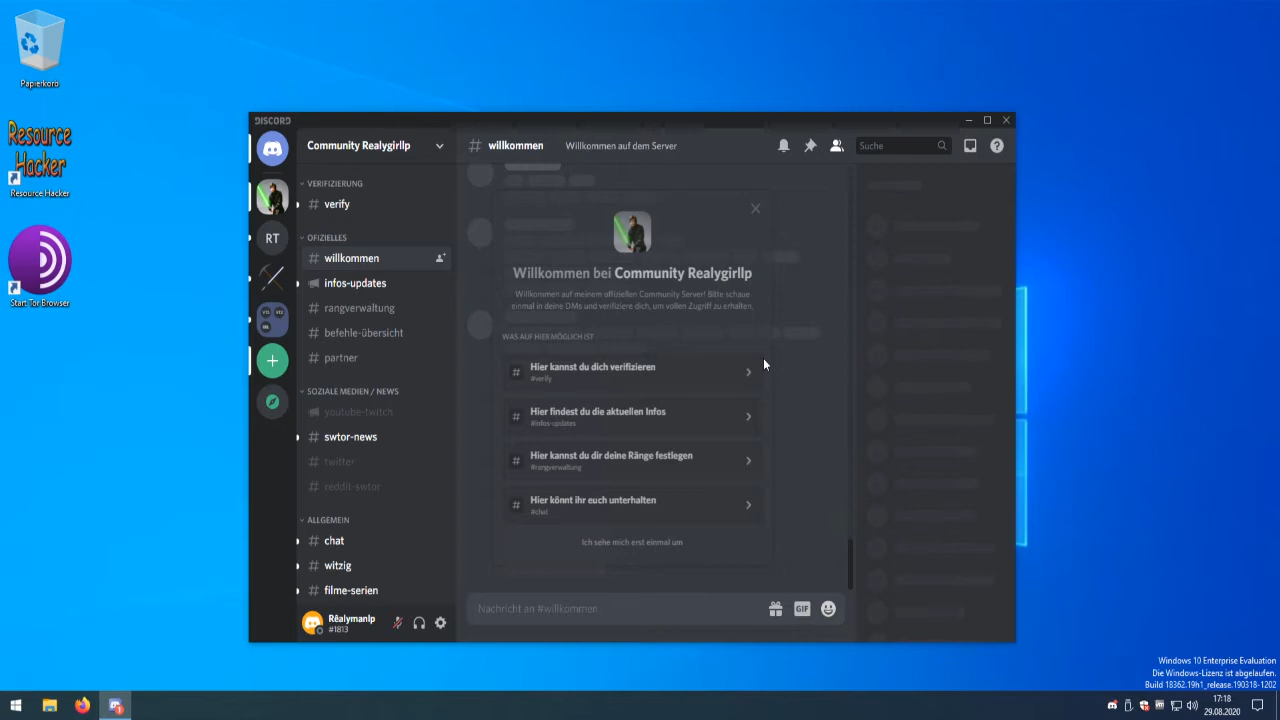 Papierkorb
Resource
Hacker
Resource Hacker
Start Tor Browser
DISCORD
Community Realygirllp
VERIFIZIERUNG
verify
OFIZELLES
willkommen
infos-updates
rangverwaltung
befehle-übersicht
partner
SOZIALE MEDIEN / NEWS
youtube-twitch
swtor-news
twitter
reddit-swtor
ALLGEMEIN
chat
witzig
filme-serien
RT
Rêalymanlp
#1813
willkommen
Willkommen auf dem Server
Suche
Willkommen bei Community Realygirllp
Willkommen auf meinem offiziellen Community Server! Bitte schaue
einmal in deine DMs und verifiziere dich, um vollen Zugriff zu erhalten.
WAS AUF HIER MÖGLICH IST
Hier kannst du dich verifizieren
#verify
Hier findest du die aktuellen Infos
#infos-updates
Hier kannst du dir deine Ränge festlegen
#rangverwaltung
Hier könnt ihr euch unterhalten
#chat
Ich sehe mich erst einmal um
Nachricht an #willkommen
GIF
Windows 10 Enterprise Evaluation
Die Windows-Lizenz ist abgelaufen.
Build 18362.19h1_release.190318-1202
17:18
29.08.2020